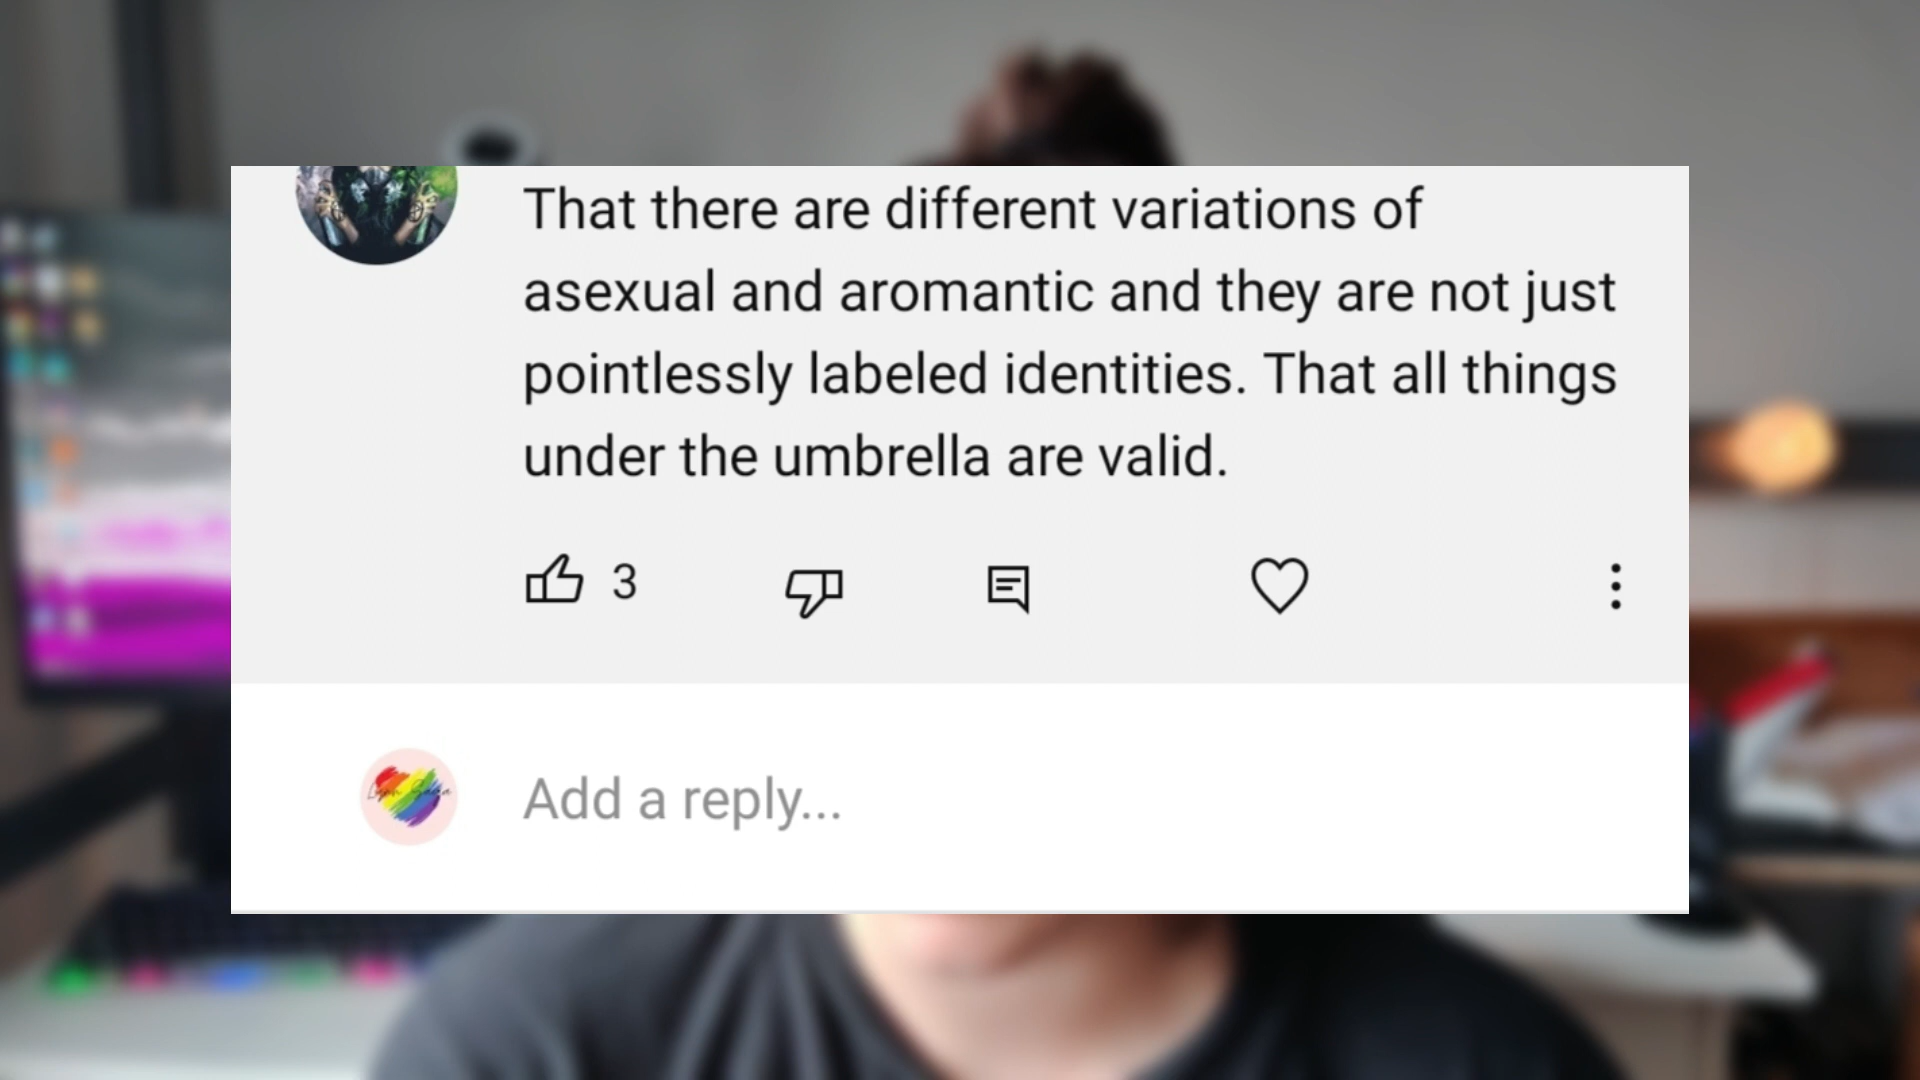 That there are different variations of
asexual and aromantic and they are not just
pointlessly labeled identities. That all things
under the umbrella are valid.
3
Add a reply...